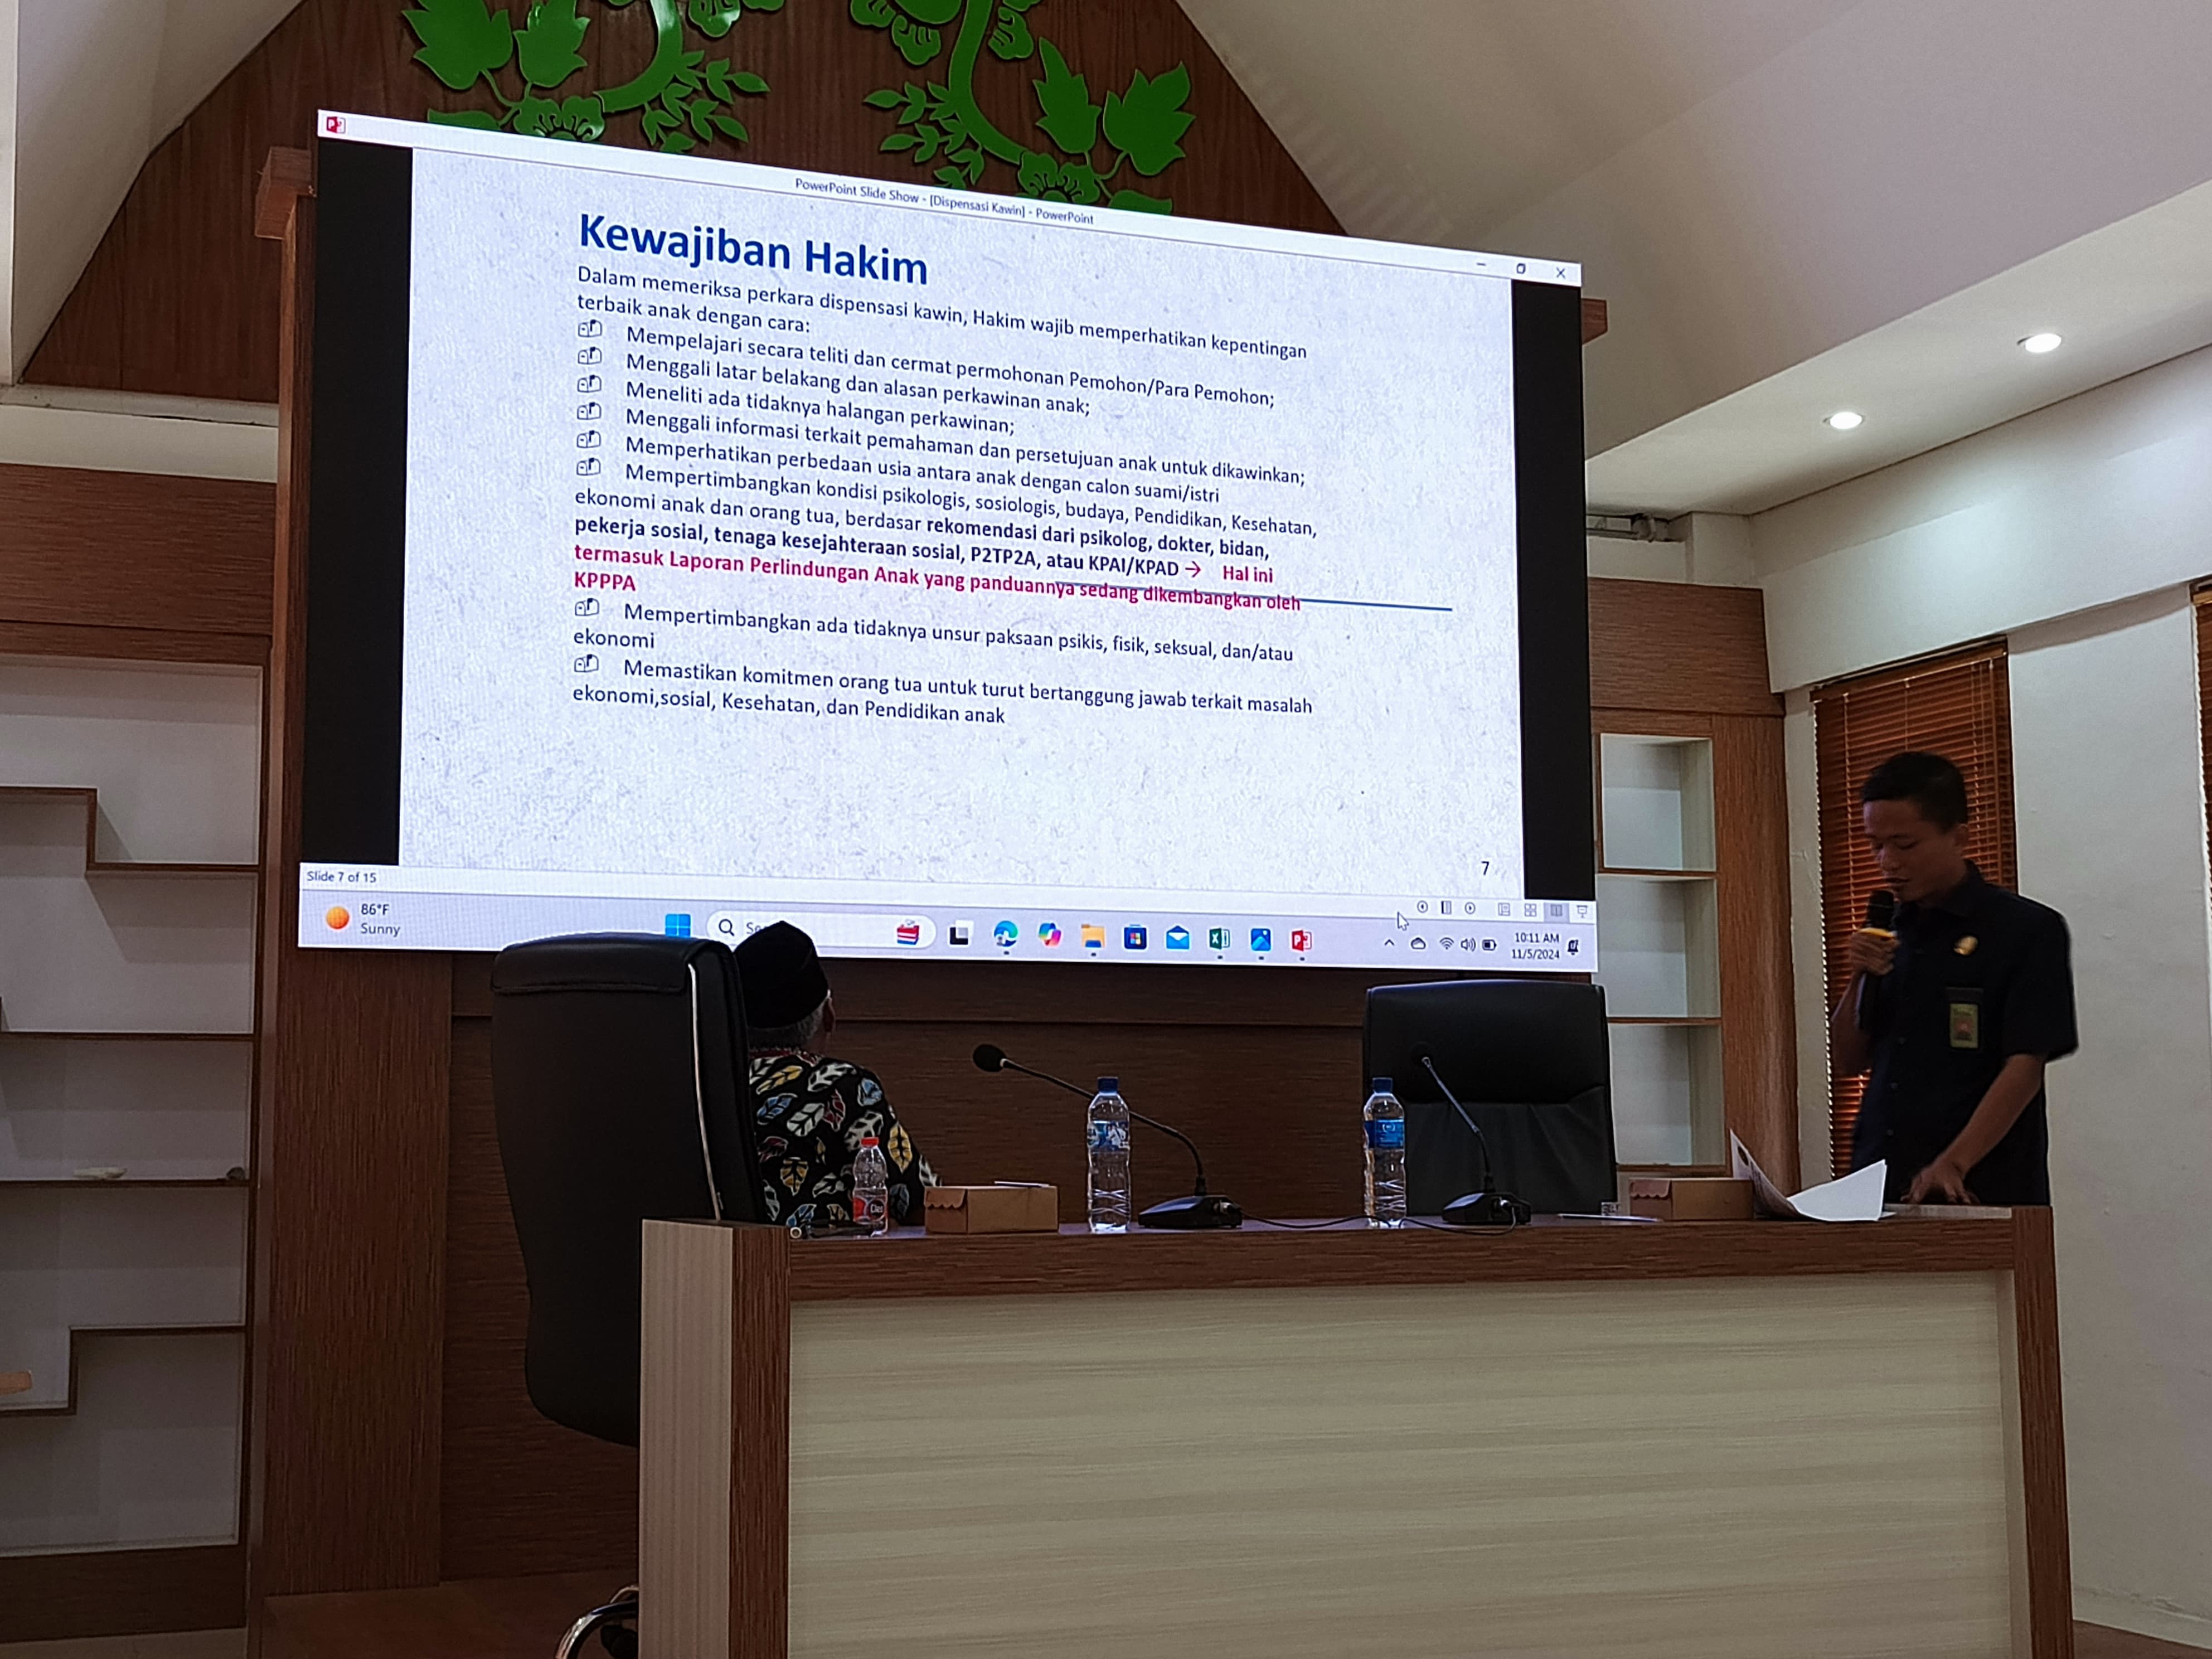 PowerPoint Slide Show - [Dispensasi Kawin] - PowerPoint
Kewajiban Hakim
Dalam memeriksa perkara dispensasi kawin, Hakim wajib memperhatikan kepentingan
terbaik anak dengan cara:
Mempelajari secara teliti dan cermat permohonan Pemohon/Para Pemohon;
Menggali latar belakang dan alasan perkawinan anak;
Meneliti ada tidaknya halangan perkawinan;
Menggali informasi terkait pemahaman dan persetujuan anak untuk dikawinkan;
Memperhatikan perbedaan usia antara anak dengan calon suami/istri
Mempertimbangkan kondisi psikologis, sosiologis, budaya, Pendidikan, Kesehatan,
ekonomi anak dan orang tua, berdasar rekomendasi dari psikolog, dokter, bidan,
pekerja sosial, tenaga kesejahteraan sosial, P2TP2A, atau KPAI/KPAD → Hal ini
termasuk Laporan Perlindungan Anak yang panduannya sedang dikembangkan oleh
KPPPA
Mempertimbangkan ada tidaknya unsur paksaan psikis, fisik, seksual, dan/atau
ekonomi
Memastikan komitmen orang tua untuk turut bertanggung jawab terkait masalah
ekonomi,sosial, Kesehatan, dan Pendidikan anak
7
Slide 7 of 15
86°F
Sunny
10:11 AM
11/5/2024